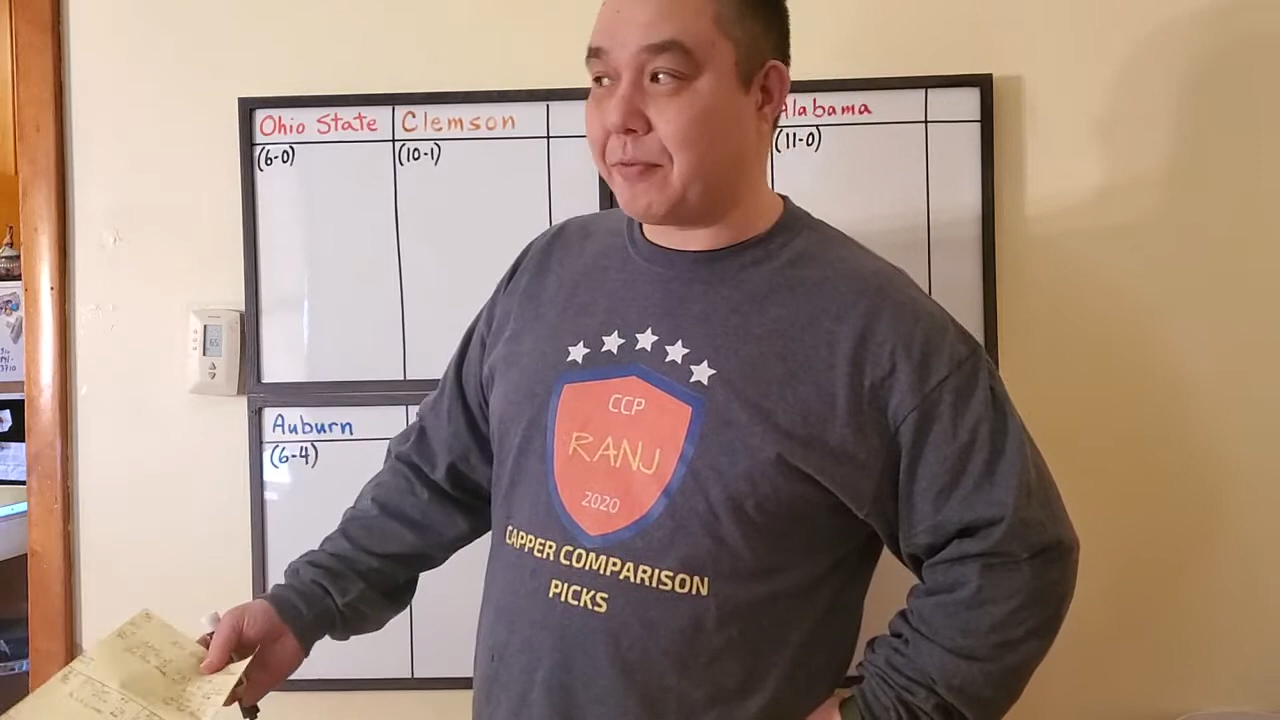 Ohio State
Clemson
Alabama
(6-0)
(10-1)
(11-0)
65
Auburn
(6-4)
CCP
RANJ
2020
CAPPER COMPARISON
PICKS
3710